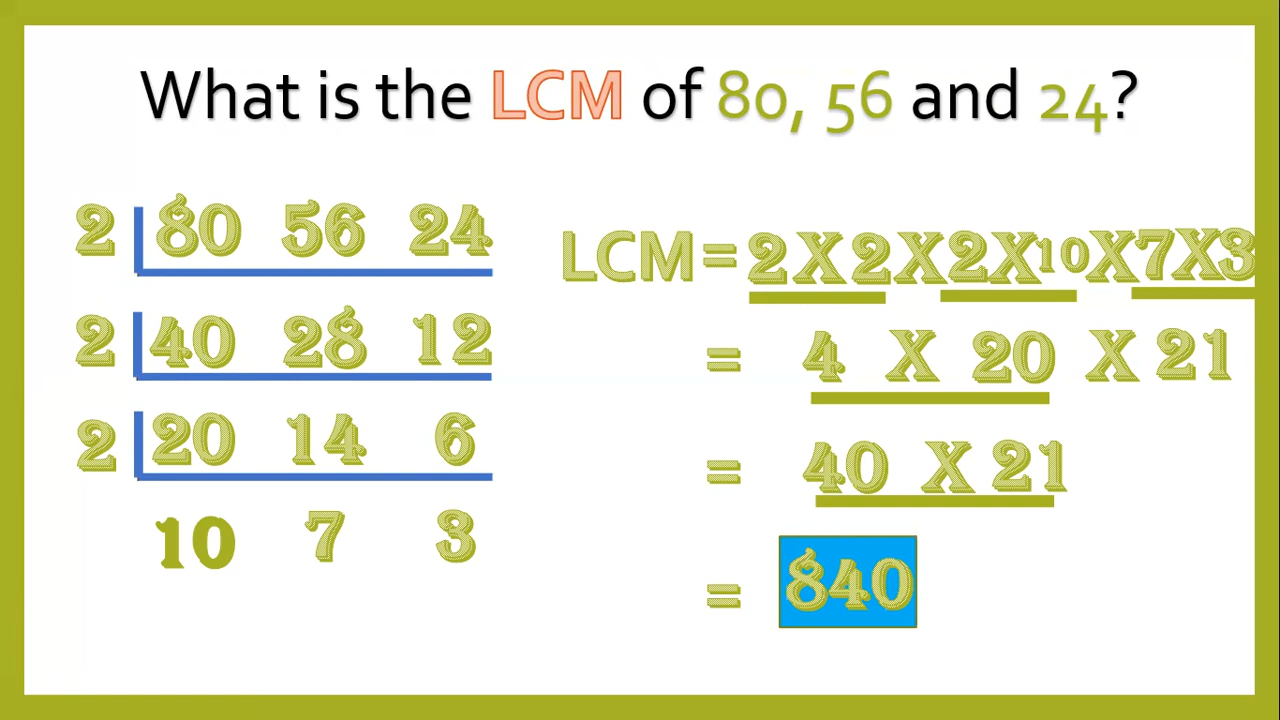 What is the LCM of 80, 56 and 24?
2 80 56 24
2 40 28 12
2 20 14 6
10 7 3
LCM=2X2X2X10X7X3
= 4 X 20 X 21
= 40 X 21
= 840